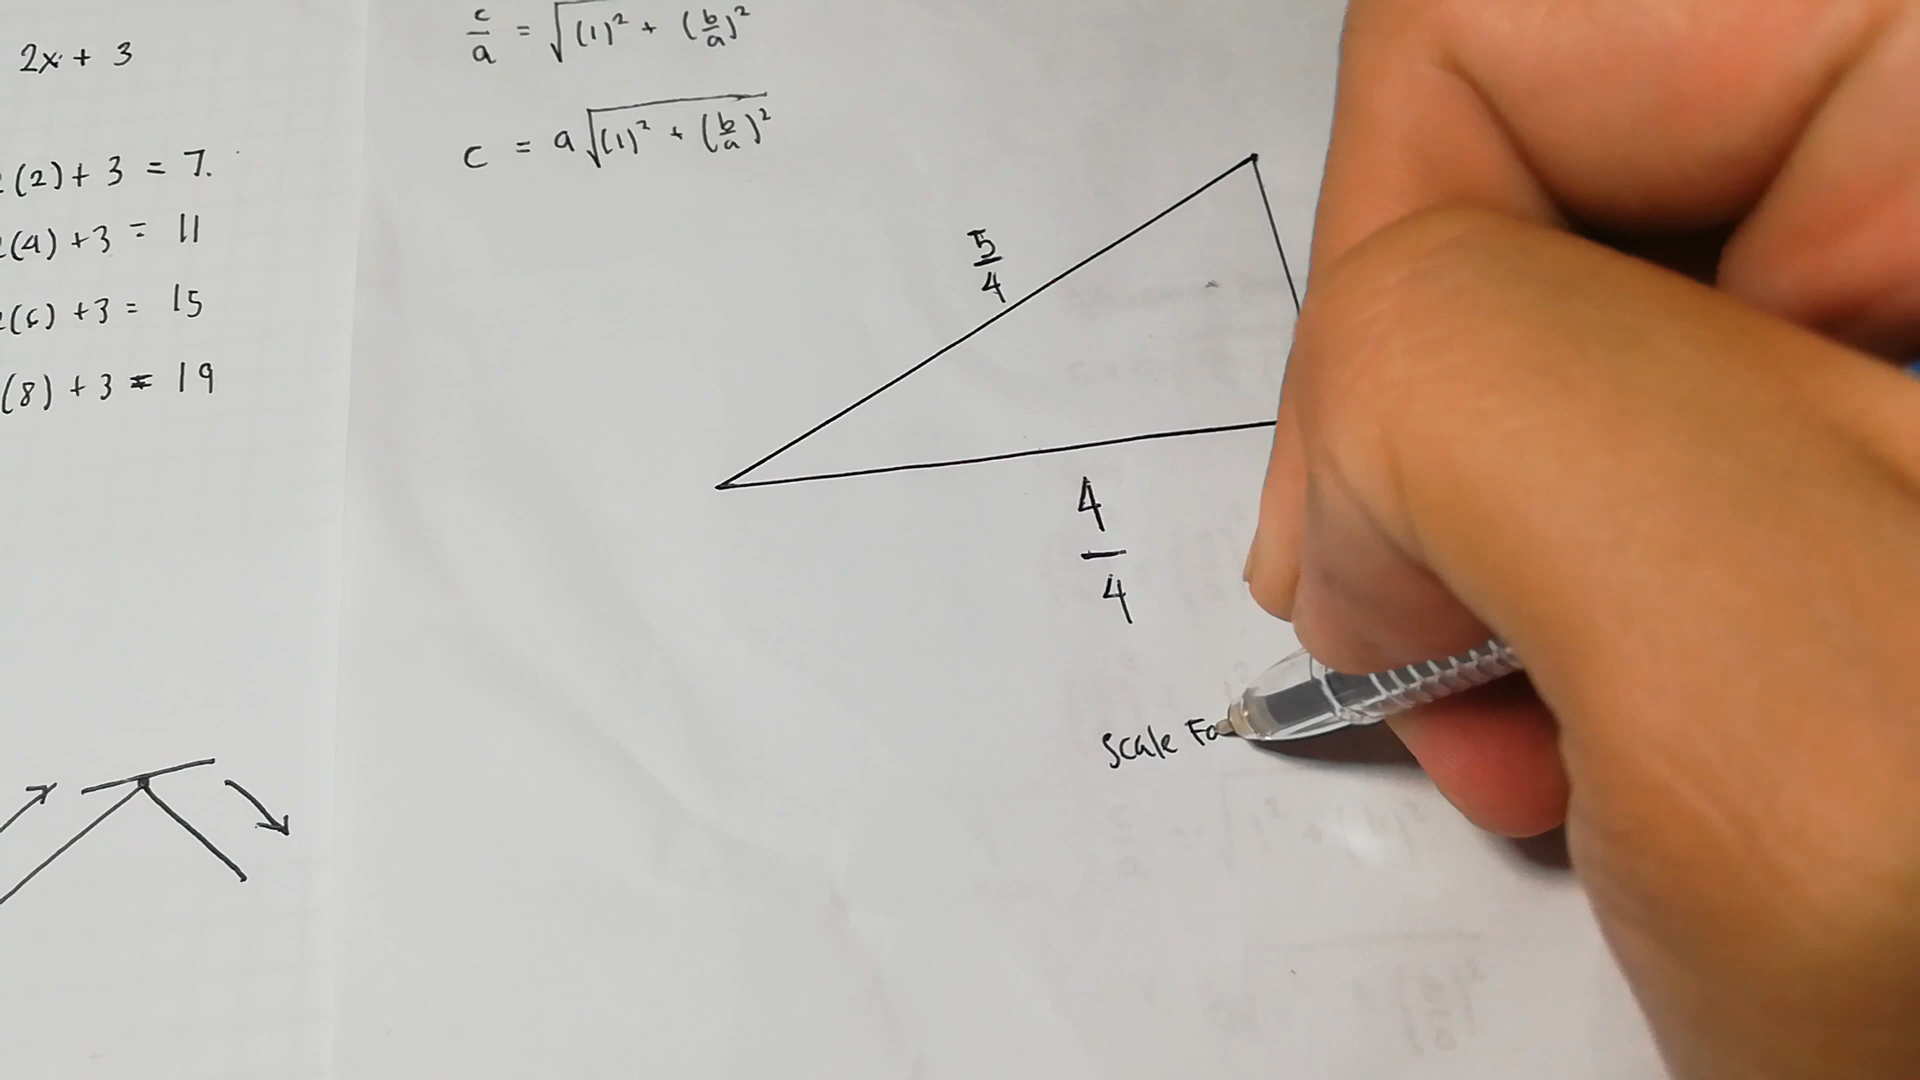 2x + 3
(2) + 3 = 7.
(4) + 3 = 11
(6) + 3 = 15
(8) + 3 = 19
c/a = √(1)² + (b/a)²
c = a√(1)² + (b/a)²
5/4
4/4
Scale Fa